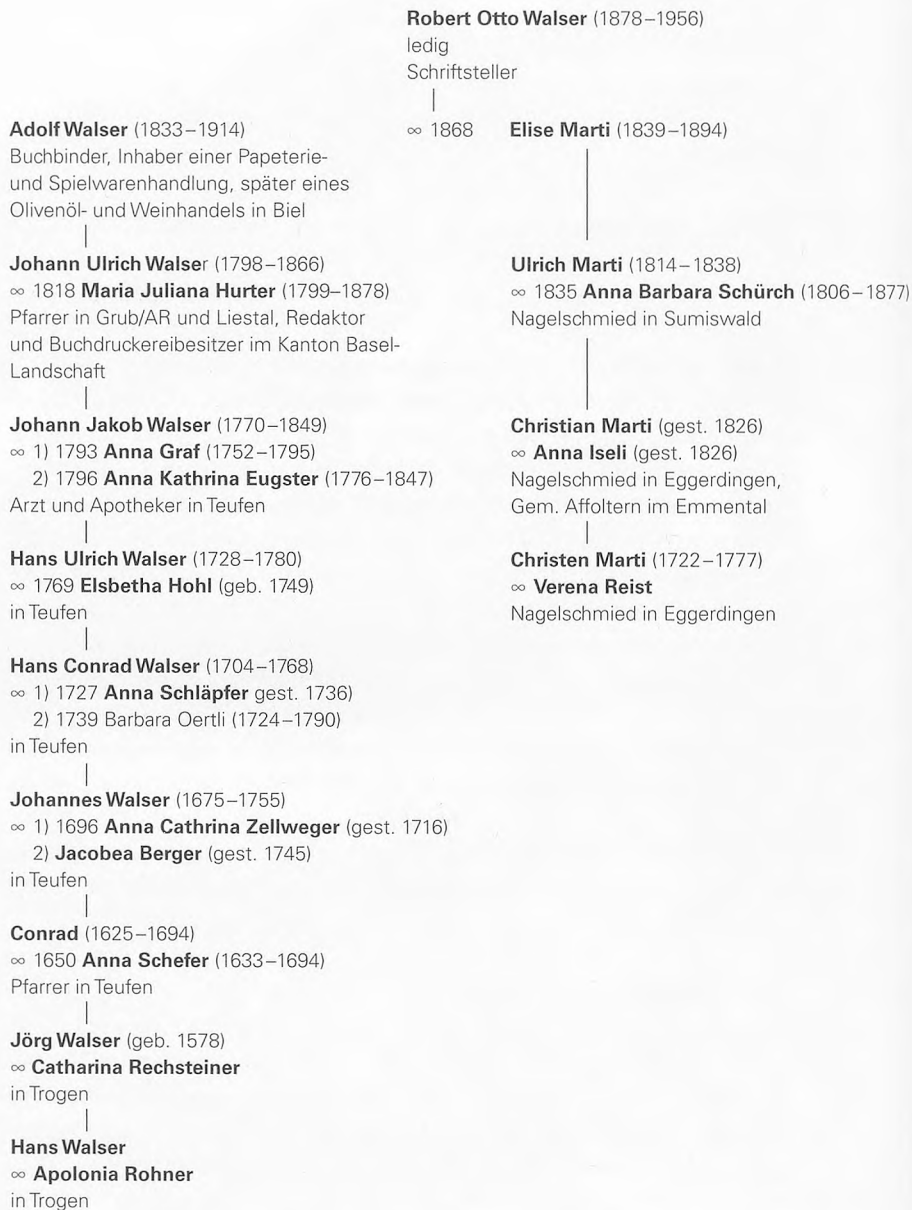 Robert Otto Walser (1878–1956)
ledig
Schriftsteller
Adolf Walser (1833–1914)
Buchbinder, Inhaber einer Papeterie-
und Spielwarenhandlung, später eines
Olivenöl- und Weinhandels in Biel
∞ 1868
Elise Marti (1839–1894)
Johann Ulrich Walser (1798–1866)
∞ 1818 Maria Juliana Hurter (1799–1878)
Pfarrer in Grub/AR und Liestal, Redaktor
und Buchdruckereibesitzer im Kanton Basel-
Landschaft
Johann Jakob Walser (1770–1849)
∞ 1) 1793 Anna Graf (1752–1795)
2) 1796 Anna Kathrina Eugster (1776–1847)
Arzt und Apotheker in Teufen
Hans Ulrich Walser (1728–1780)
∞ 1769 Elsbetha Hohl (geb. 1749)
in Teufen
Hans Conrad Walser (1704–1768)
∞ 1) 1727 Anna Schläpfer gest. 1736)
2) 1739 Barbara Oertli (1724–1790)
in Teufen
Johannes Walser (1675–1755)
∞ 1) 1696 Anna Cathrina Zellweger (gest. 1716)
2) Jacobea Berger (gest. 1745)
in Teufen
Conrad (1625–1694)
∞ 1650 Anna Schefer (1633–1694)
Pfarrer in Teufen
Jörg Walser (geb. 1578)
∞ Catharina Rechsteiner
in Trogen
Hans Walser
∞ Apolonia Rohner
in Trogen
Ulrich Marti (1814–1838)
∞ 1835 Anna Barbara Schürch (1806–1877)
Nagelschmied in Sumiswald
Christian Marti (gest. 1826)
∞ Anna Iseli (gest. 1826)
Nagelschmied in Eggerdingen,
Gem. Affoltern im Emmental
Christen Marti (1722–1777)
∞ Verena Reist
Nagelschmied in Eggerdingen